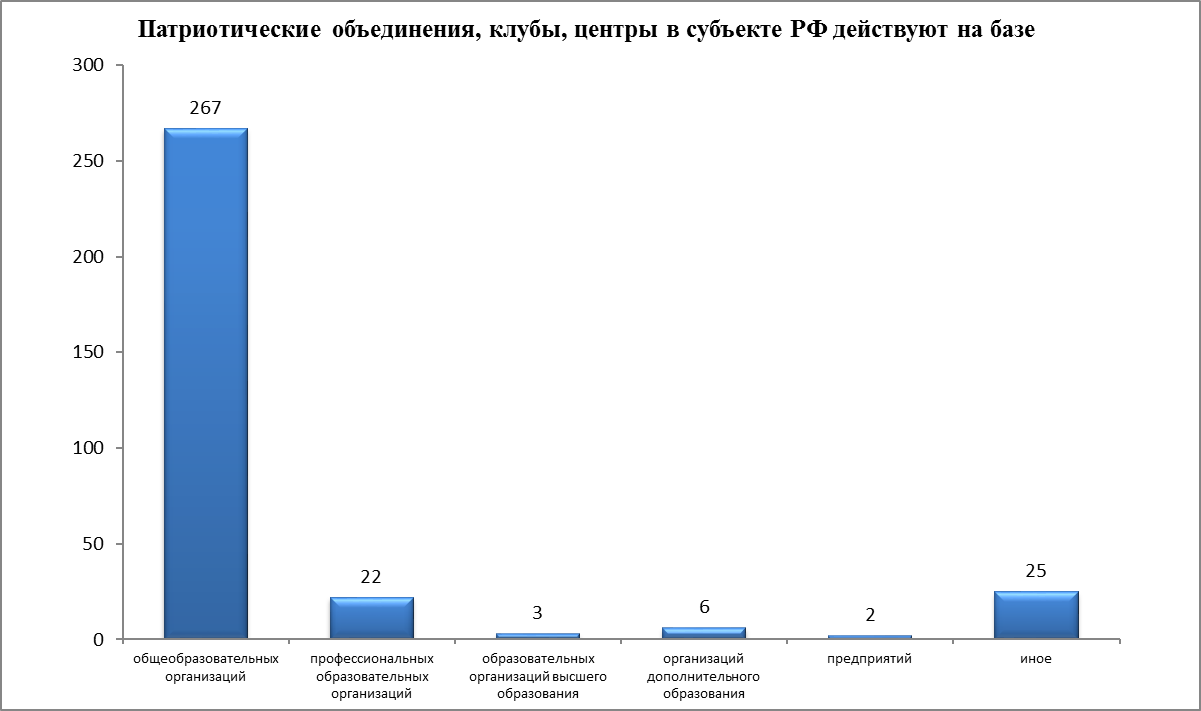 Патриотические объединения, клубы, центры в субъекте РФ действуют на базе
300
250
200
150
100
50
0
267
22
3
6
2
25
общеобразовательных
организаций
профессиональных
образовательных
организаций
образовательных
организаций высшего
образования
организаций
дополнительного
образования
предприятий
иное